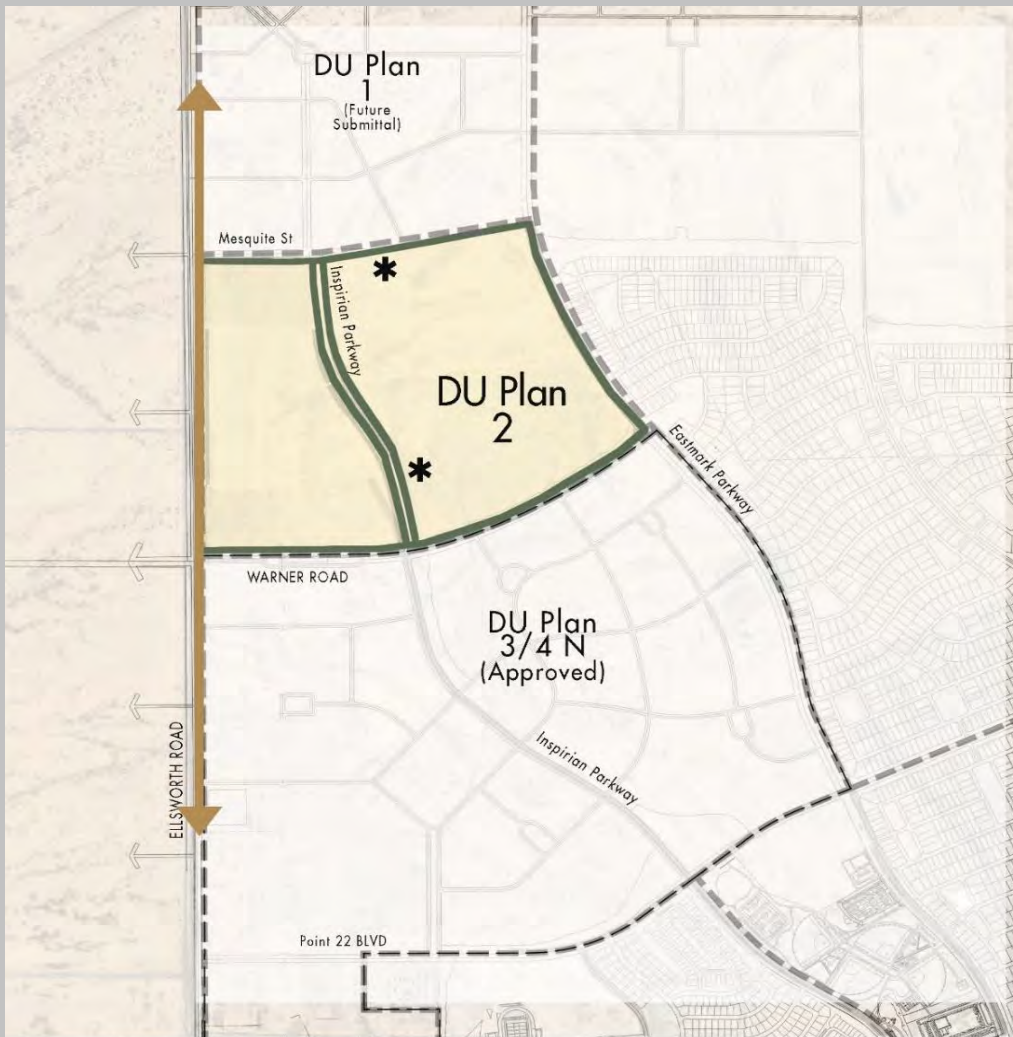 DU Plan
1
(Future
Submittal)
Mesquite St
Inspirian Parkway
DU Plan
2
Eastmark Parkway
WARNER ROAD
DU Plan
3/4 N
(Approved)
Inspirian Parkway
ELLSWORTH ROAD
Point 22 BLVD